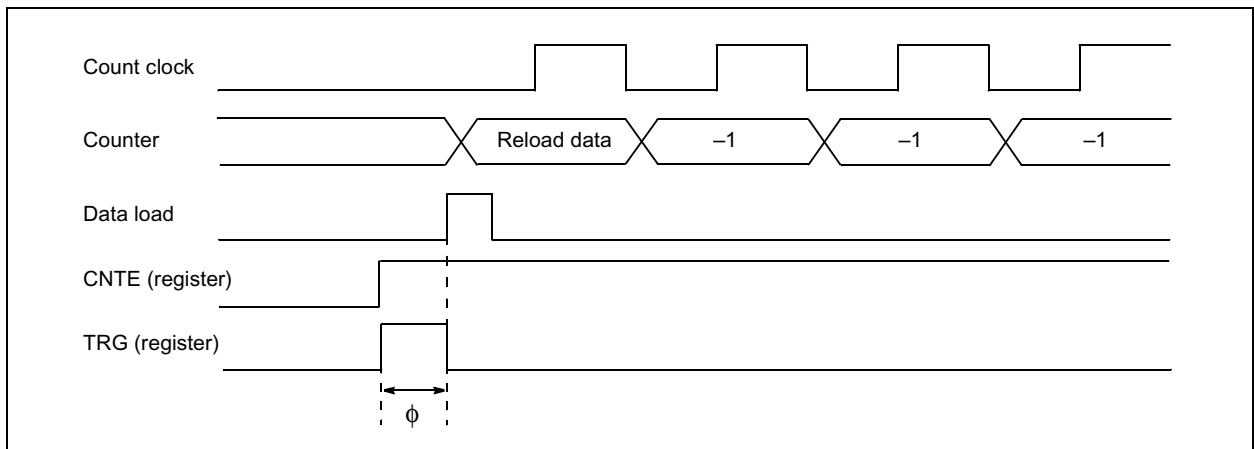 Count clock
Counter
Reload data
–1
–1
–1
Data load
CNTE (register)
TRG (register)
ϕ